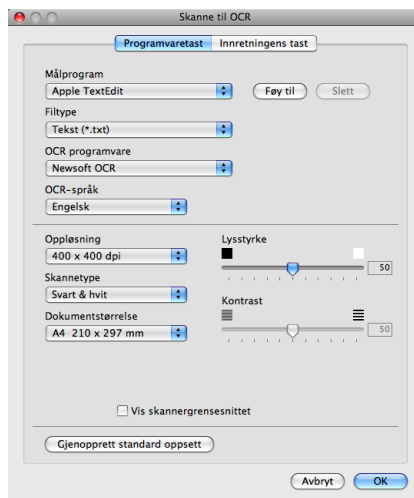 Skanne til OCR
Programvaretast Innretningens tast
Målprogram
Apple TextEdit Føy til Slett
Filtype
Tekst (*.txt)
OCR programvare
Newsoft OCR
OCR-språk
Engelsk
Oppløsning Lysstyrke
400 x 400 dpi 50
Skannetype
Svart & hvit Kontrast
Dokumentstørrelse
A4 210 x 297 mm 50
Vis skannergrensesnittet
Gjenopprett standard oppsett
Avbryt OK